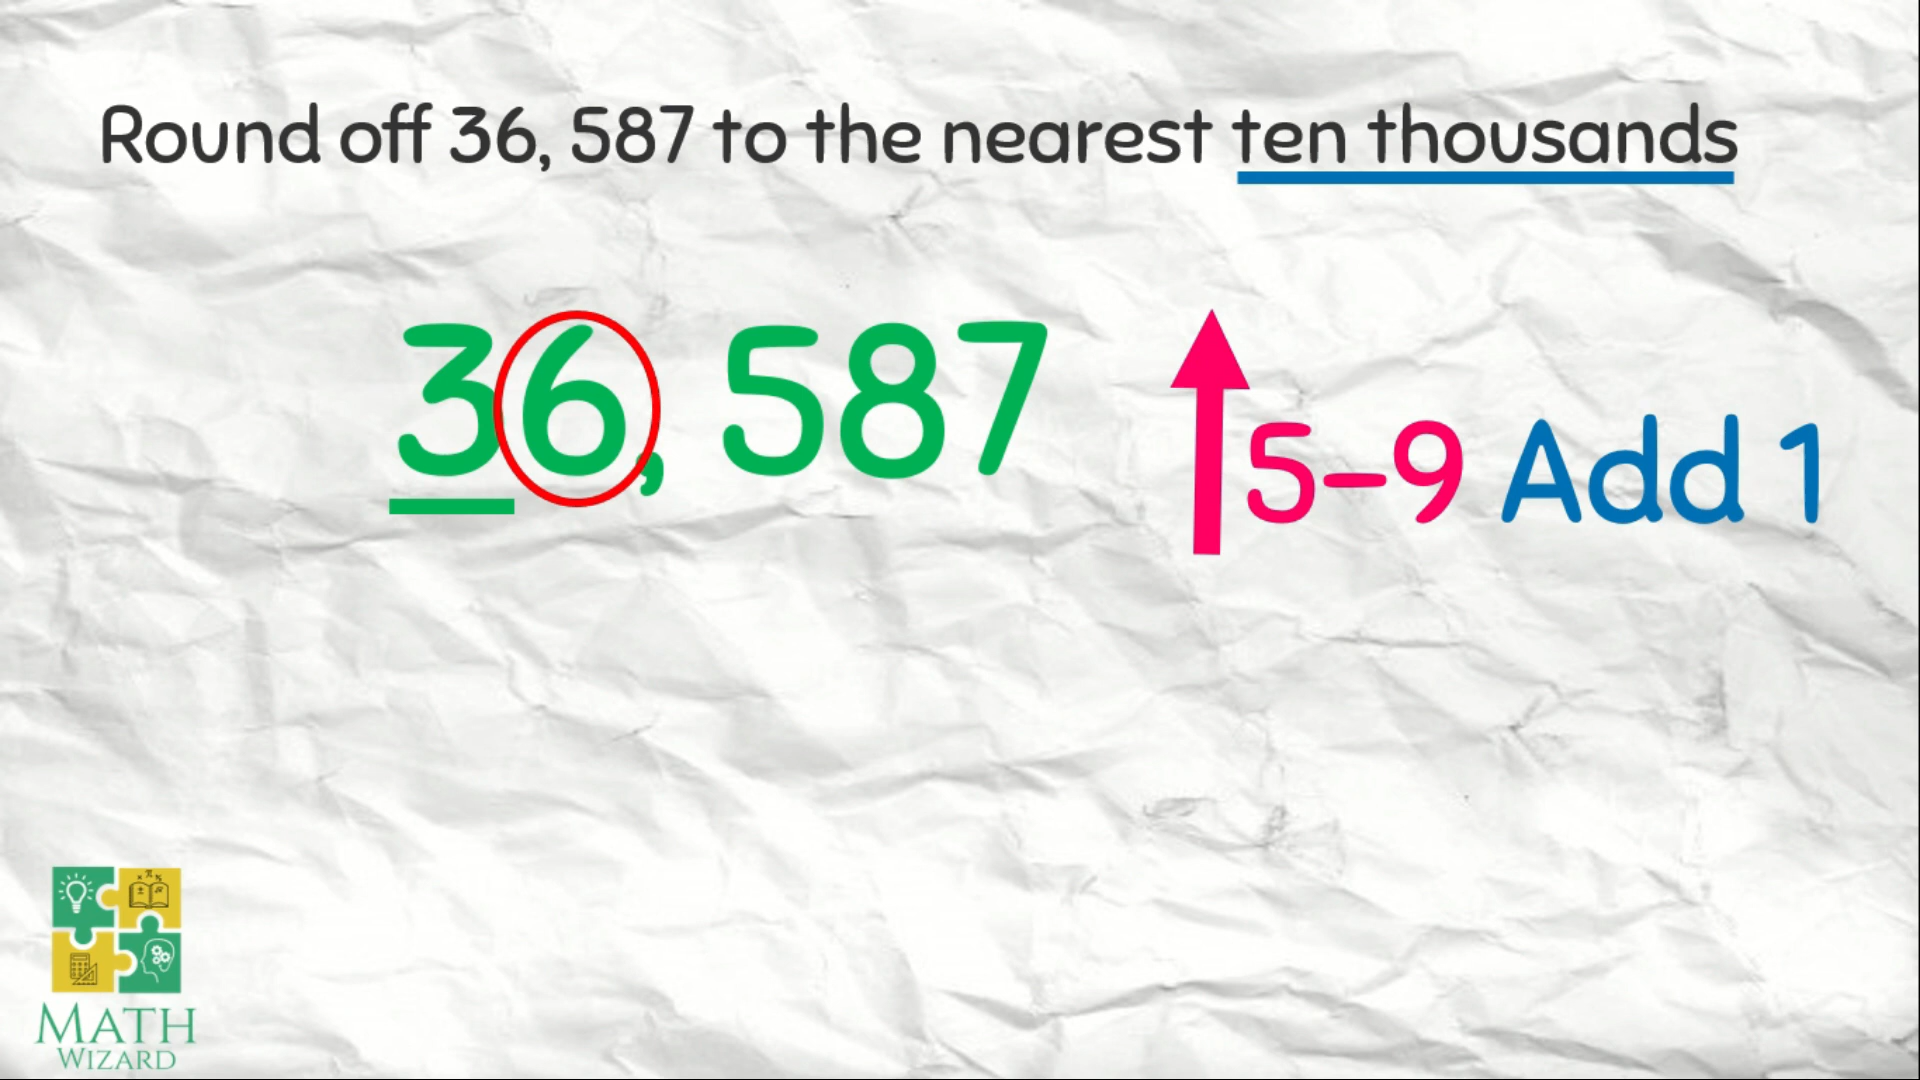 Round off 36, 587 to the nearest ten thousands
36, 587
5-9 Add 1
MATH
WIZARD